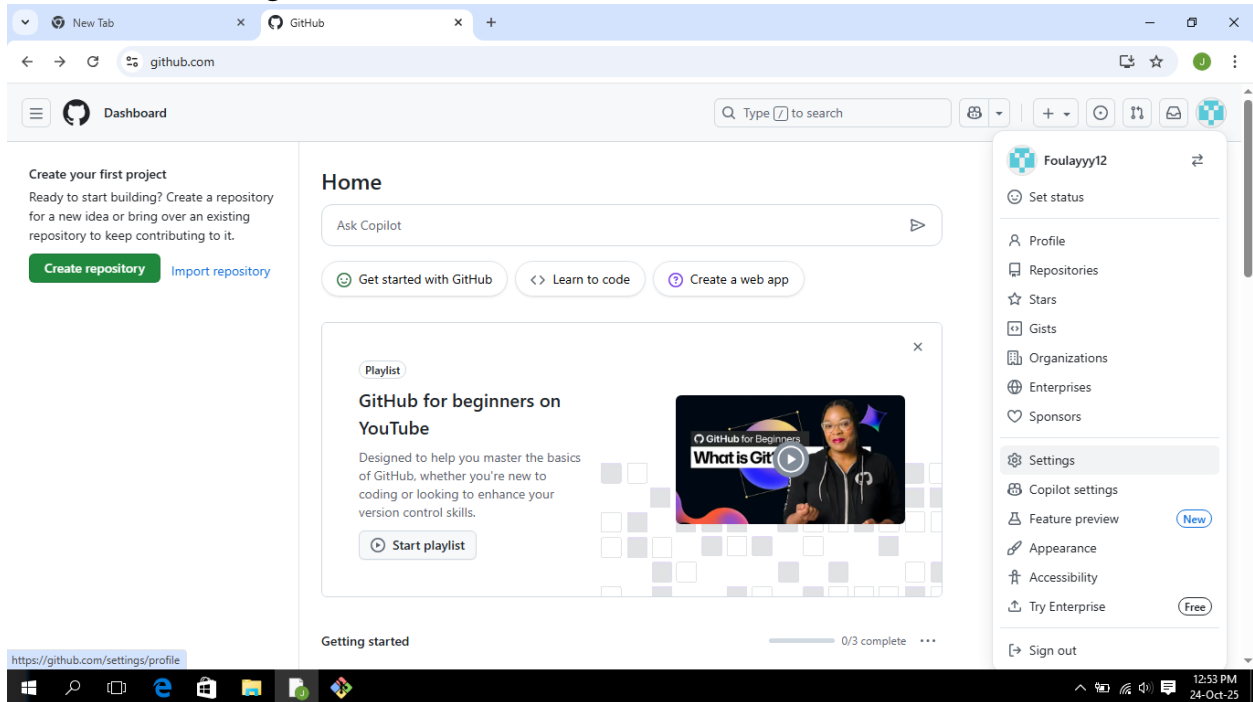 New Tab
GitHub
github.com
Dashboard
Type / to search
Create your first project
Ready to start building? Create a repository
for a new idea or bring over an existing
repository to keep contributing to it.
Create repository
Import repository
Home
Ask Copilot
Get started with GitHub
Learn to code
Create a web app
Playlist
GitHub for beginners on
YouTube
Designed to help you master the basics
of GitHub, whether you're new to
coding or looking to enhance your
version control skills.
Start playlist
GitHub for Beginners
What is Git?
Getting started
0/3 complete
Foulayyy12
Set status
Profile
Repositories
Stars
Gists
Organizations
Enterprises
Sponsors
Settings
Copilot settings
Feature preview
New
Appearance
Accessibility
Try Enterprise
Free
Sign out
https://github.com/settings/profile
J
12:53 PM
24-Oct-25